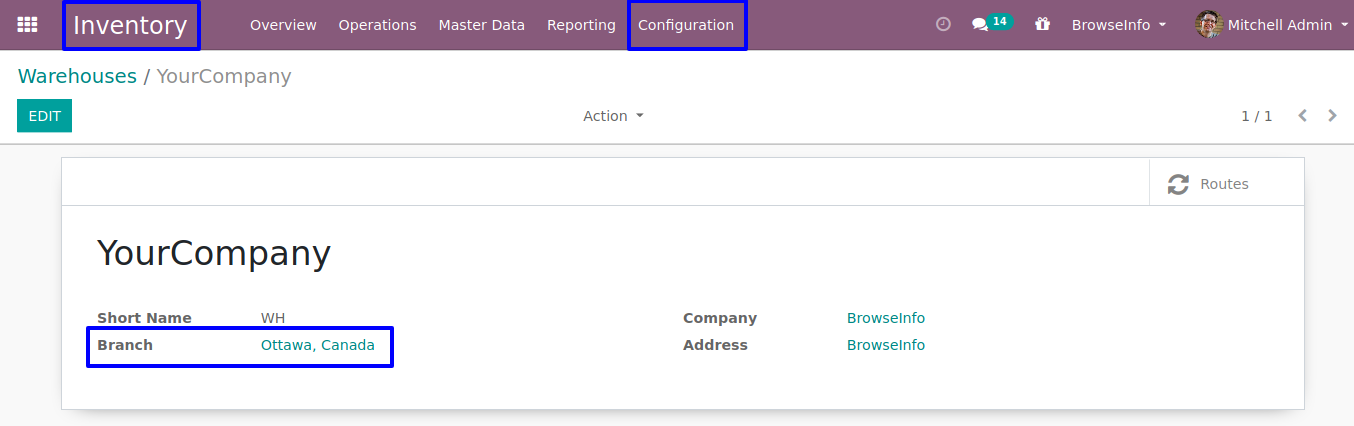 Inventory Overview Operations Master Data Reporting Configuration 14 BrowseInfo Mitchell Admin
Warehouses / YourCompany
EDIT Action 1 / 1
Routes
YourCompany
Short Name WH Company BrowseInfo
Branch Ottawa, Canada Address BrowseInfo